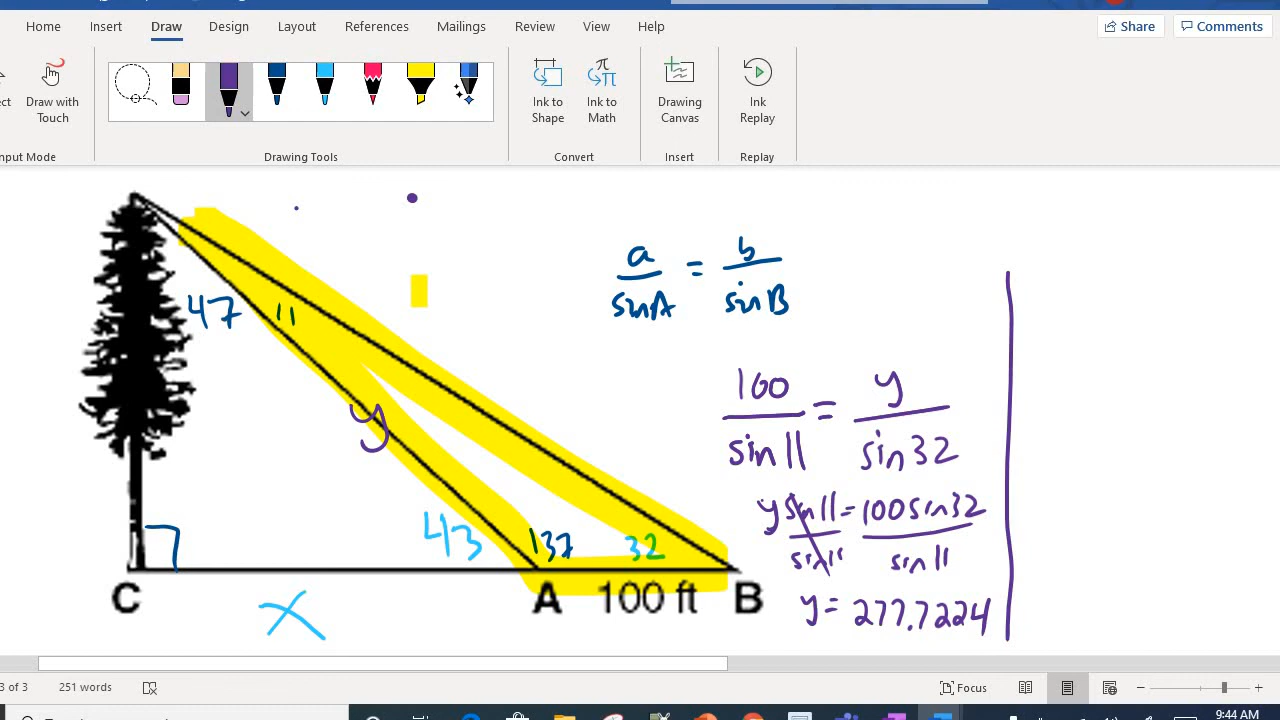 Home Insert Draw Design Layout References Mailings Review View Help Share Comments
Draw with Touch
Ink to Shape
Ink to Math
Drawing Canvas
Ink Replay
nput Mode Drawing Tools Convert Insert Replay
a/sinA = b/sinB
47 11
100/sin11 = y/sin32
y
y sin11 = 100sin32
sin11 sin11
43 137 32
C A 100 ft B
x
y = 277.7224
3 of 3 251 words Focus
9:44 AM